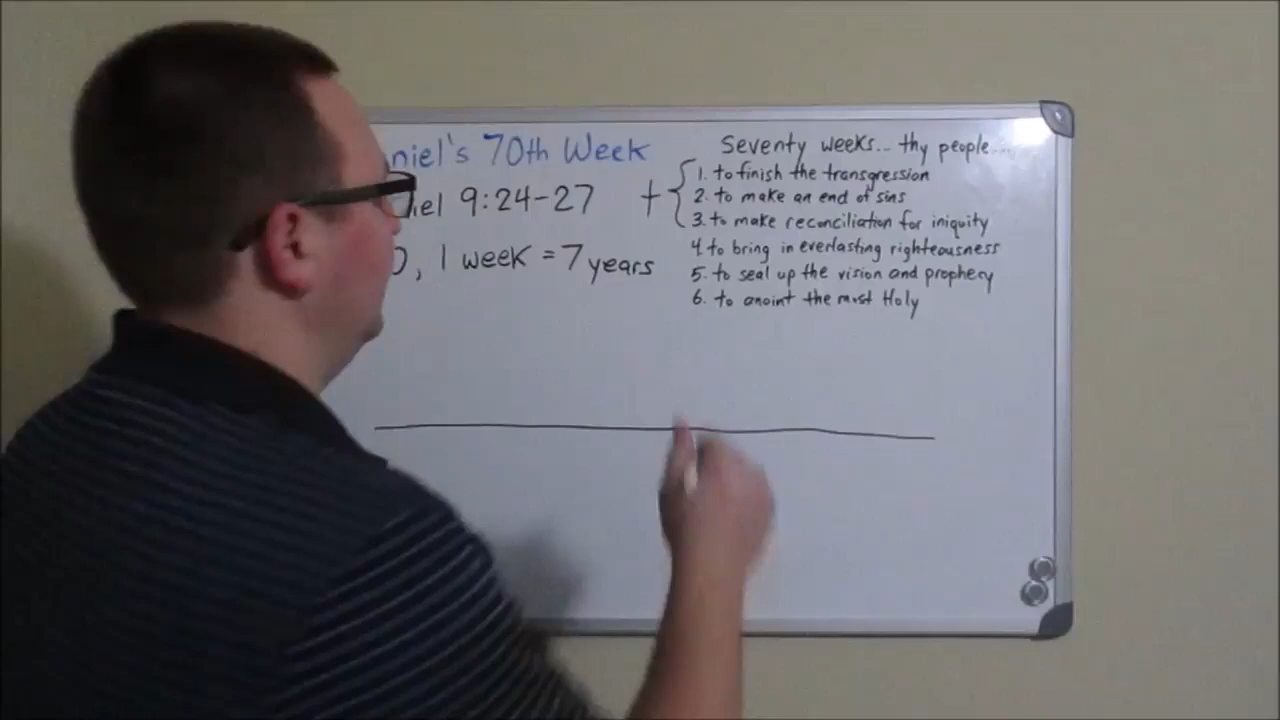 niel's 70th Week
iel 9:24-27
, 1 week = 7 years
Seventy weeks... thy people...
1. to finish the transgression
2. to make an end of sins
3. to make reconciliation for iniquity
4. to bring in everlasting righteousness
5. to seal up the vision and prophecy
6. to anoint the most Holy